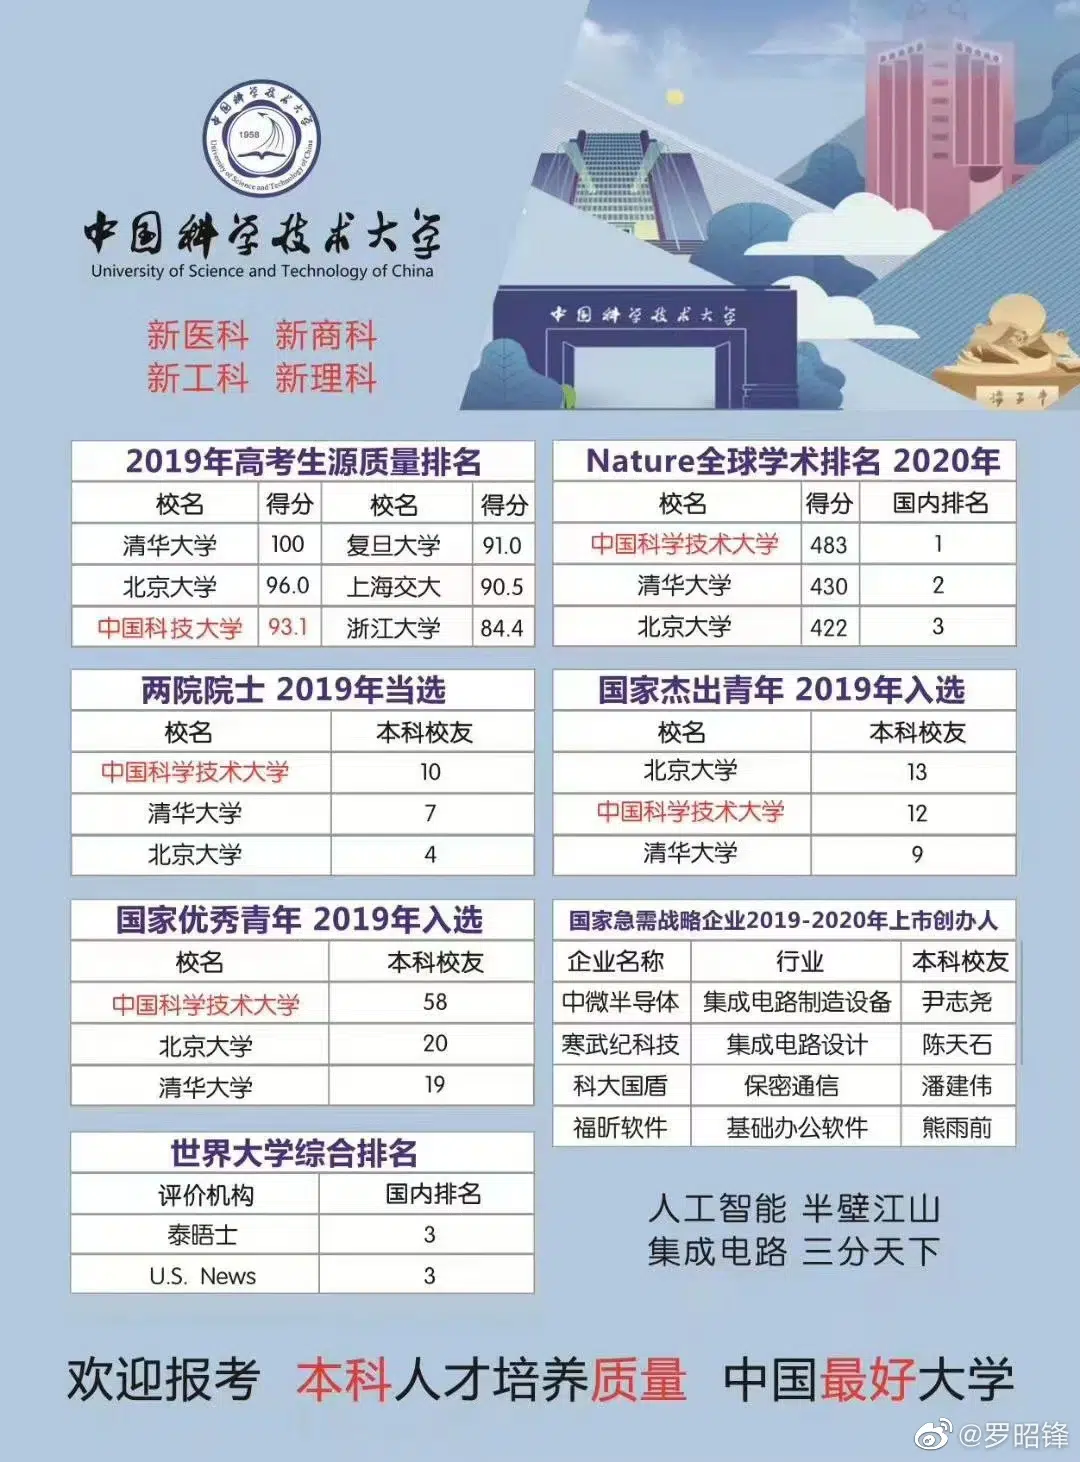 中国科学技术大学
1958
University of Science and Technology of China
中国科学技术大学
University of Science and Technology of China
新医科 新商科
新工科 新理科
中国科学技术大学
2019年高考生源质量排名
校名 得分 校名 得分
清华大学 100 复旦大学 91.0
北京大学 96.0 上海交大 90.5
中国科技大学 93.1 浙江大学 84.4
Nature全球学术排名 2020年
校名 得分 国内排名
中国科学技术大学 483 1
清华大学 430 2
北京大学 422 3
两院院士 2019年当选
校名 本科校友
中国科学技术大学 10
清华大学 7
北京大学 4
国家杰出青年 2019年入选
校名 本科校友
北京大学 13
中国科学技术大学 12
清华大学 9
国家优秀青年 2019年入选
校名 本科校友
中国科学技术大学 58
北京大学 20
清华大学 19
国家急需战略企业2019-2020年上市创办人
企业名称 行业 本科校友
中微半导体 集成电路制造设备 尹志尧
寒武纪科技 集成电路设计 陈天石
科大国盾 保密通信 潘建伟
福昕软件 基础办公软件 熊雨前
世界大学综合排名
评价机构 国内排名
泰晤士 3
U.S. News 3
人工智能 半壁江山
集成电路 三分天下
欢迎报考 本科人才培养质量 中国最好大学
@罗昭锋